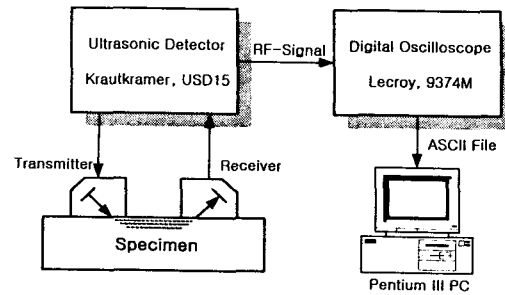 Ultrasonic Detector
Krautkramer, USD15
RF-Signal
Digital Oscilloscope
Lecroy, 9374M
Transmitter
Receiver
ASCII File
Specimen
Pentium III PC